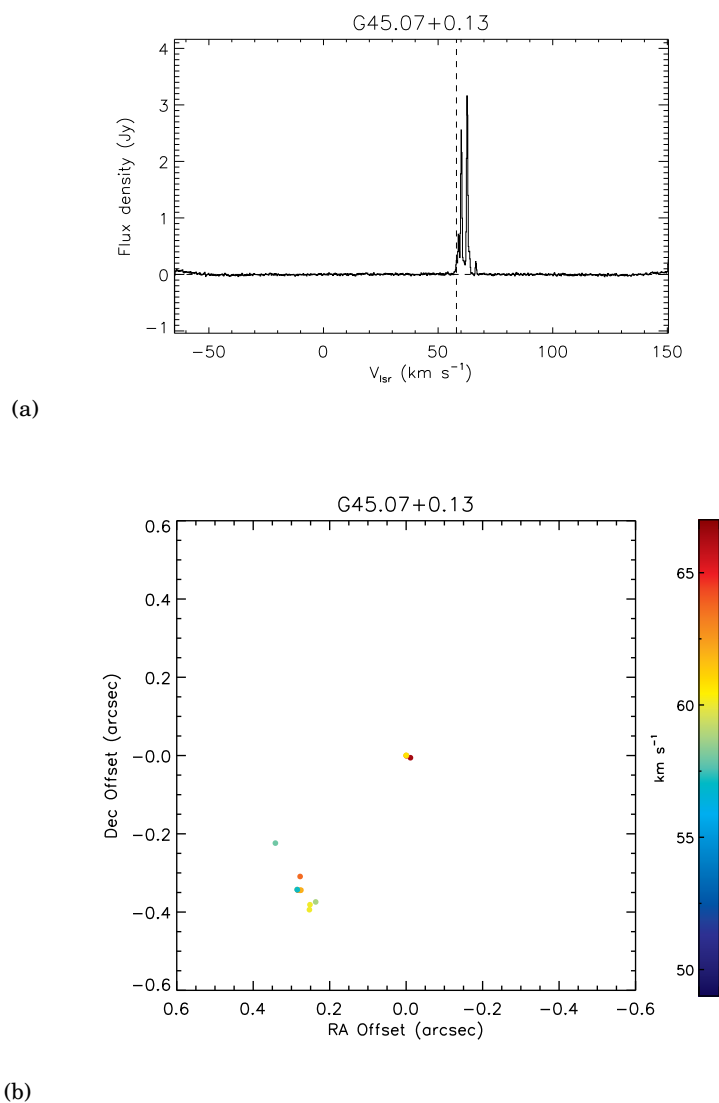 G45.07+0.13
4
3
2
1
0
−1
Flux density (Jy)
−50 0 50 100 150
V_lsr (km s⁻¹)
(a)
G45.07+0.13
0.6
0.4
0.2
−0.0
−0.2
−0.4
−0.6
Dec Offset (arcsec)
0.6 0.4 0.2 0.0 −0.2 −0.4 −0.6
RA Offset (arcsec)
65
60
55
50
km s⁻¹
(b)